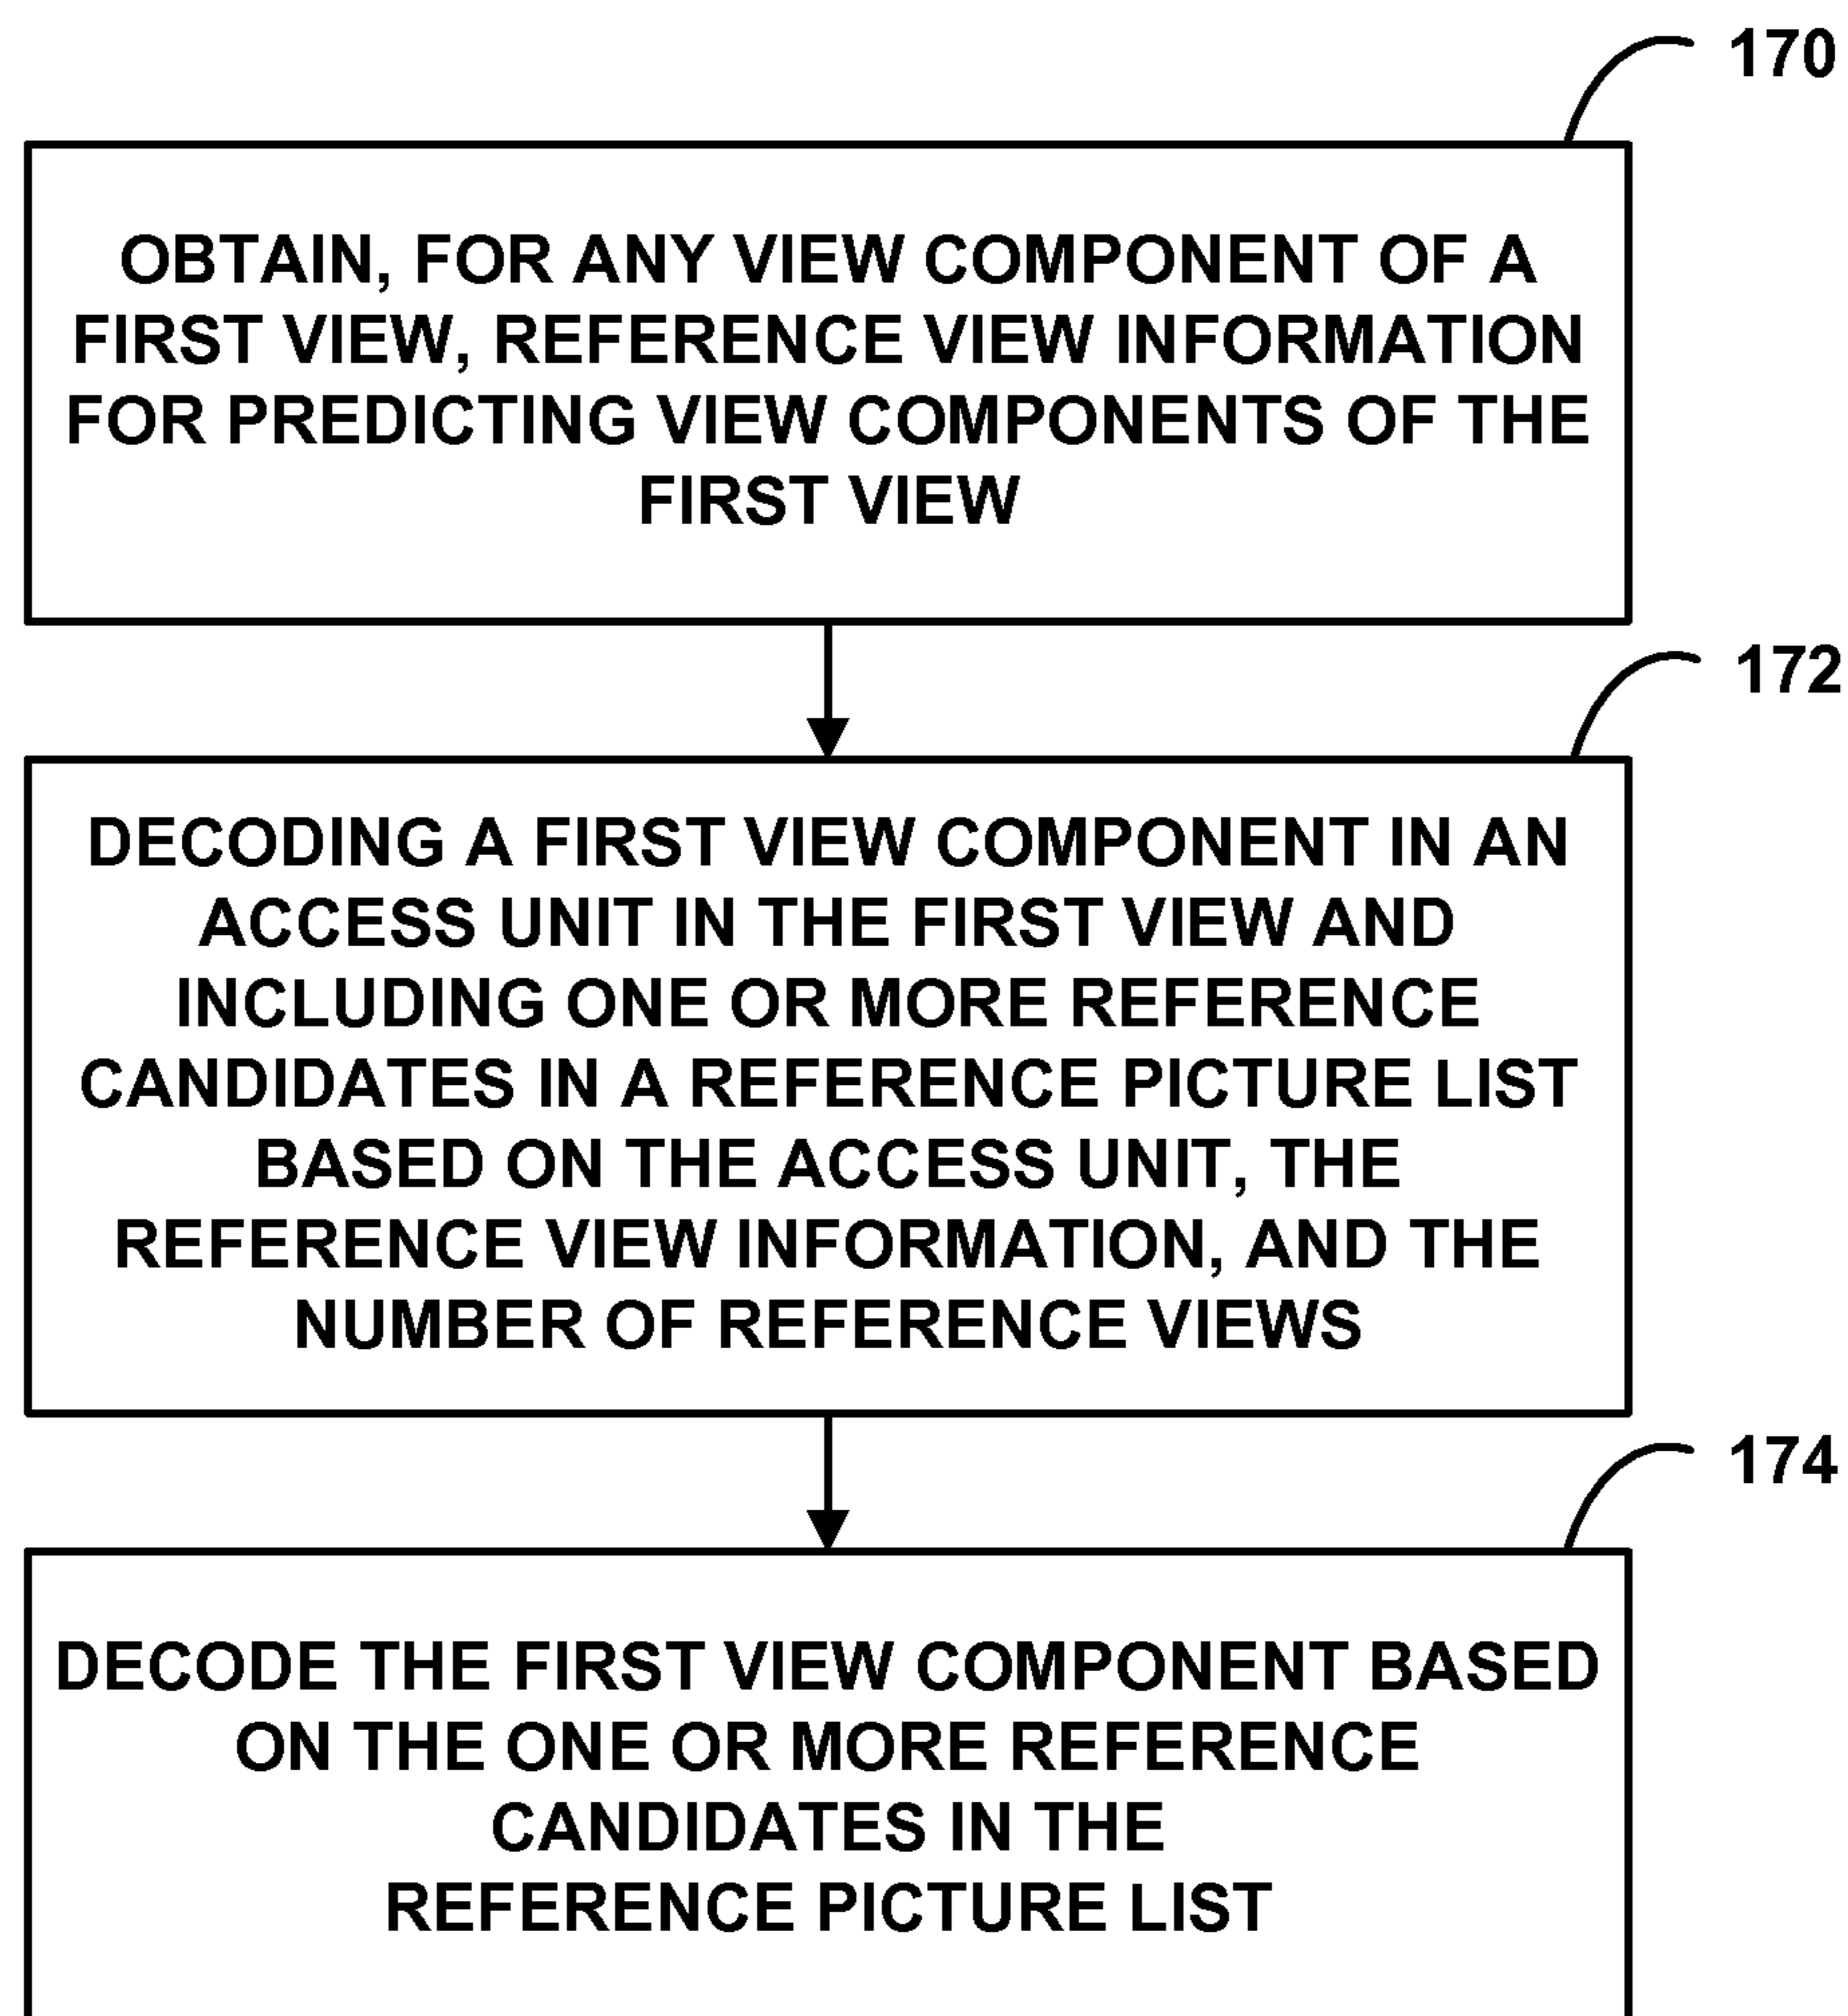 170
OBTAIN, FOR ANY VIEW COMPONENT OF A
FIRST VIEW, REFERENCE VIEW INFORMATION
FOR PREDICTING VIEW COMPONENTS OF THE
FIRST VIEW
172
DECODING A FIRST VIEW COMPONENT IN AN
ACCESS UNIT IN THE FIRST VIEW AND
INCLUDING ONE OR MORE REFERENCE
CANDIDATES IN A REFERENCE PICTURE LIST
BASED ON THE ACCESS UNIT, THE
REFERENCE VIEW INFORMATION, AND THE
NUMBER OF REFERENCE VIEWS
174
DECODE THE FIRST VIEW COMPONENT BASED
ON THE ONE OR MORE REFERENCE
CANDIDATES IN THE
REFERENCE PICTURE LIST